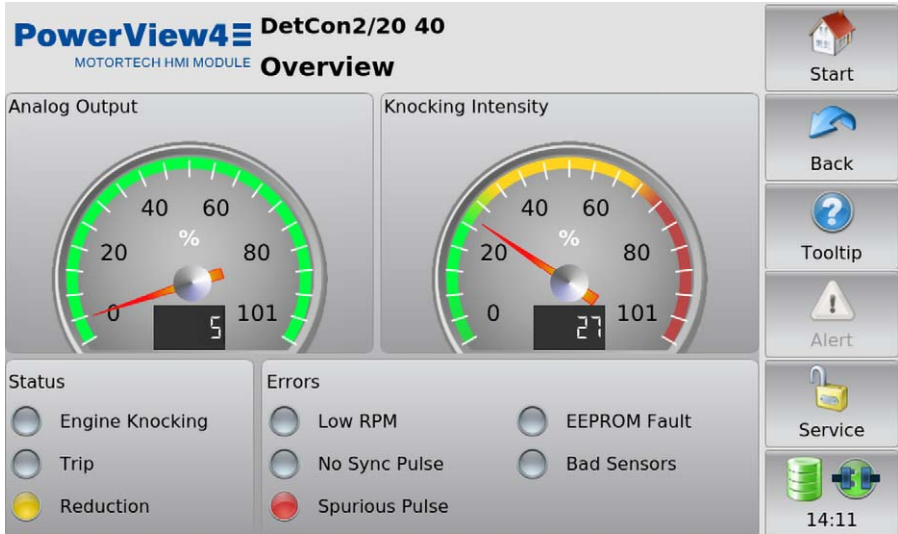 PowerView4 DetCon2/20 40
MOTORTECH HMI MODULE Overview
Start
Back
Tooltip
Alert
Service
14:11
Analog Output
0 20 40 60 80 101
%
5
Knocking Intensity
0 20 40 60 80 101
%
27
Status
Engine Knocking
Trip
Reduction
Errors
Low RPM
No Sync Pulse
Spurious Pulse
EEPROM Fault
Bad Sensors